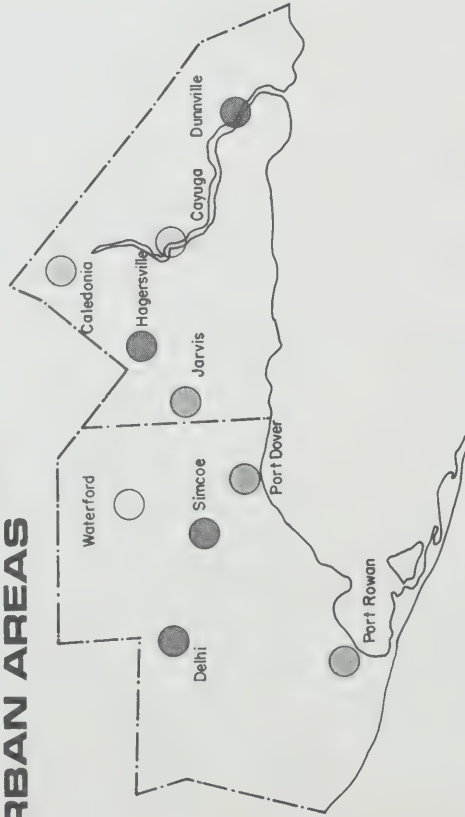 RBAN AREAS
Caledonia
Hagersville
Cayuga
Dunnville
Jarvis
Waterford
Simcoe
Port Dover
Delhi
Port Rowan